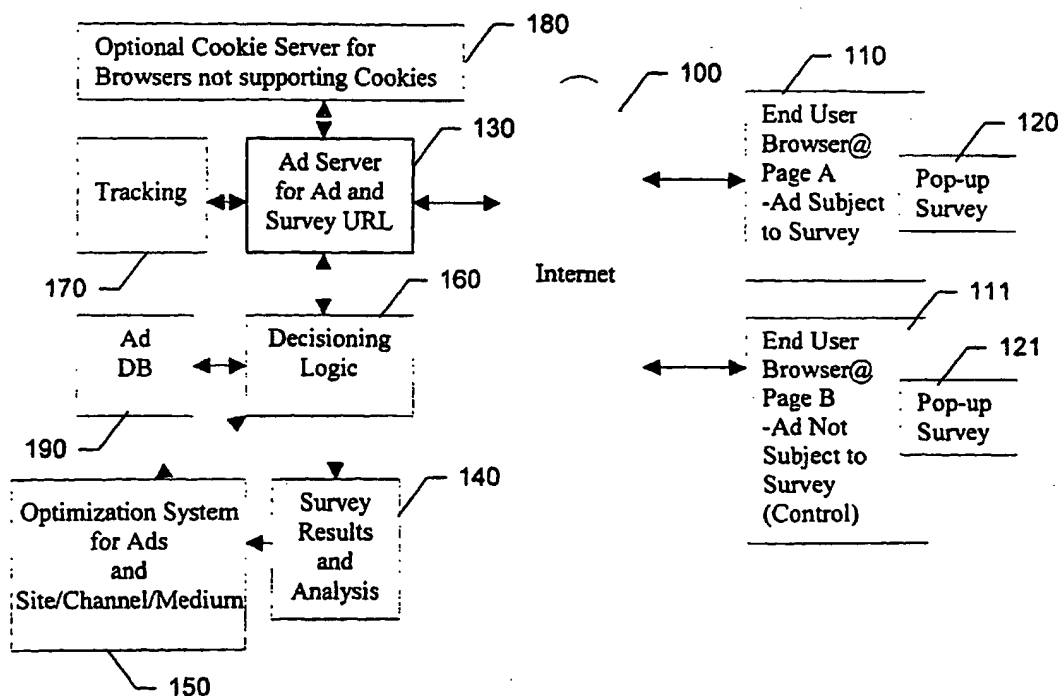 180
Optional Cookie Server for
Browsers not supporting Cookies
100
110
130
End User
Browser@
Page A
-Ad Subject
to Survey
120
Pop-up
Survey
Tracking
Ad Server
for Ad and
Survey URL
170
160
Internet
111
Ad
DB
Decisioning
Logic
End User
Browser@
Page B
-Ad Not
Subject to
Survey
(Control)
121
Pop-up
Survey
190
140
Optimization System
for Ads
and
Site/Channel/Medium
Survey
Results
and
Analysis
150